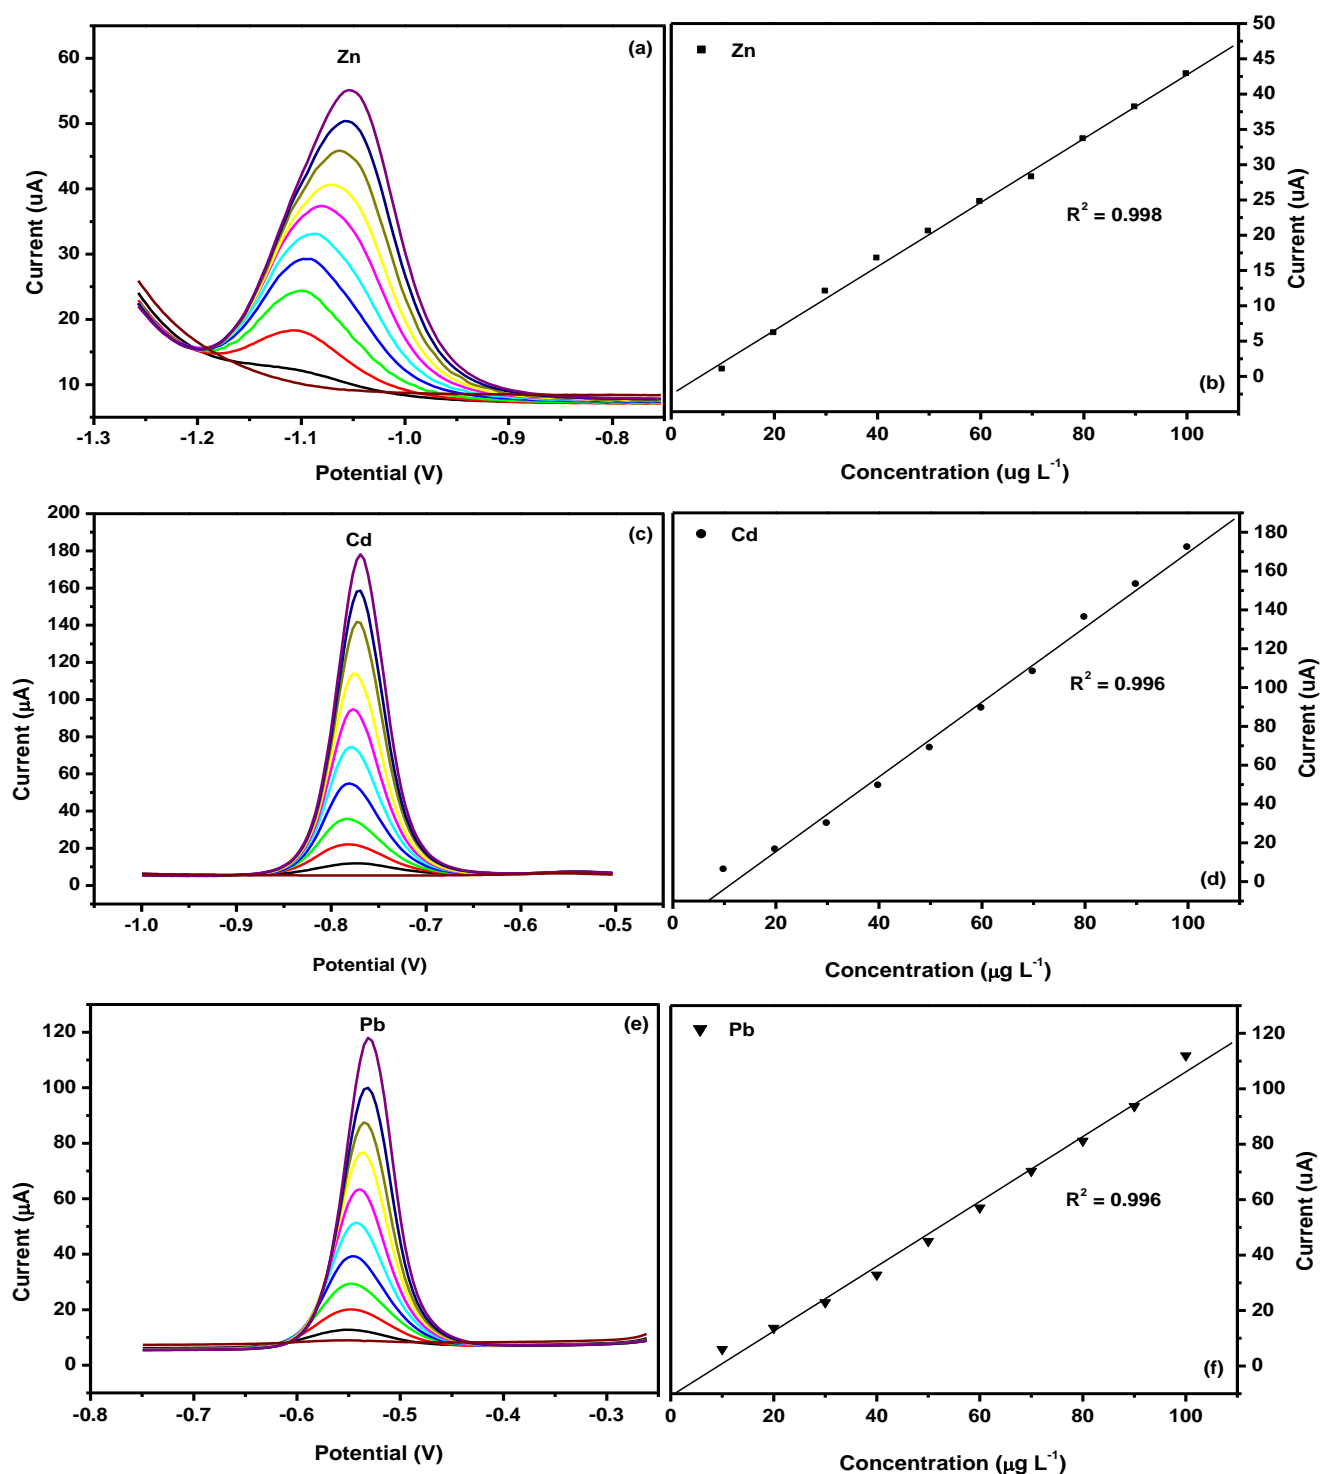 (a)
Zn
60
50
40
30
20
10
Current (uA)
-1.3 -1.2 -1.1 -1.0 -0.9 -0.8
Potential (V)
Zn
50
45
40
35
30
25
20
15
10
5
0
R² = 0.998
Current (uA)
(b)
0 20 40 60 80 100
Concentration (ug L⁻¹)
(c)
Cd
200
180
160
140
120
100
80
60
40
20
0
Current (μA)
-1.0 -0.9 -0.8 -0.7 -0.6 -0.5
Potential (V)
Cd
180
160
140
120
100
80
60
40
20
0
R² = 0.996
Current (uA)
(d)
0 20 40 60 80 100
Concentration (μg L⁻¹)
(e)
Pb
120
100
80
60
40
20
0
Current (μA)
-0.8 -0.7 -0.6 -0.5 -0.4 -0.3
Potential (V)
Pb
120
100
80
60
40
20
0
R² = 0.996
Current (uA)
(f)
0 20 40 60 80 100
Concentration (μg L⁻¹)